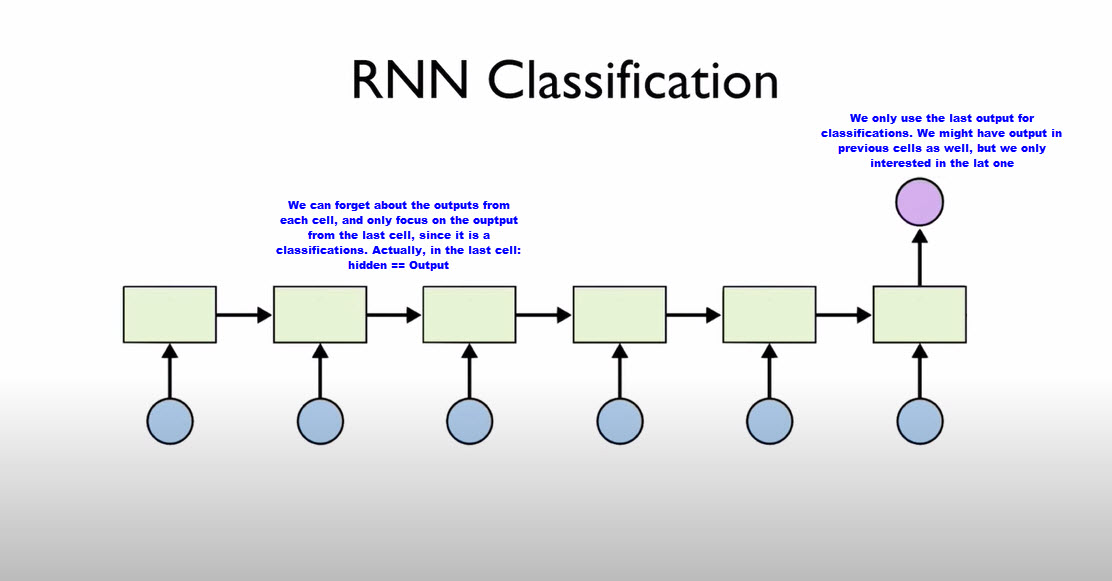 RNN Classification
We only use the last output for
classifications. We might have output in
previous cells as well, but we only
interested in the lat one
We can forget about the outputs from
each cell, and only focus on the ouptput
from the last cell, since it is a
classifications. Actually, in the last cell:
hidden == Output